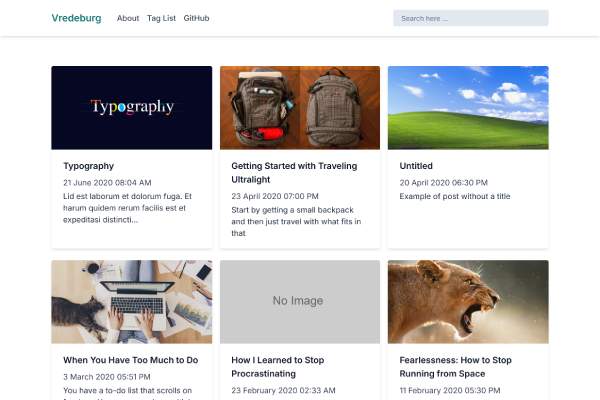 Vredeburg
About
Tag List
GitHub
Search here ...
Typography
Typography
21 June 2020 08:04 AM
Lid est laborum et dolorum fuga. Et
harum quidem rerum facilis est et
expeditasi distincti...
Getting Started with Traveling
Ultralight
23 April 2020 07:00 PM
Start by getting a small backpack
and then just travel with what fits in
that
Untitled
20 April 2020 06:30 PM
Example of post without a title
When You Have Too Much to Do
3 March 2020 05:51 PM
You have a to-do list that scrolls on
No Image
How I Learned to Stop
Procrastinating
23 February 2020 02:33 AM
Fearlessness: How to Stop
Running from Space
11 February 2020 05:30 PM